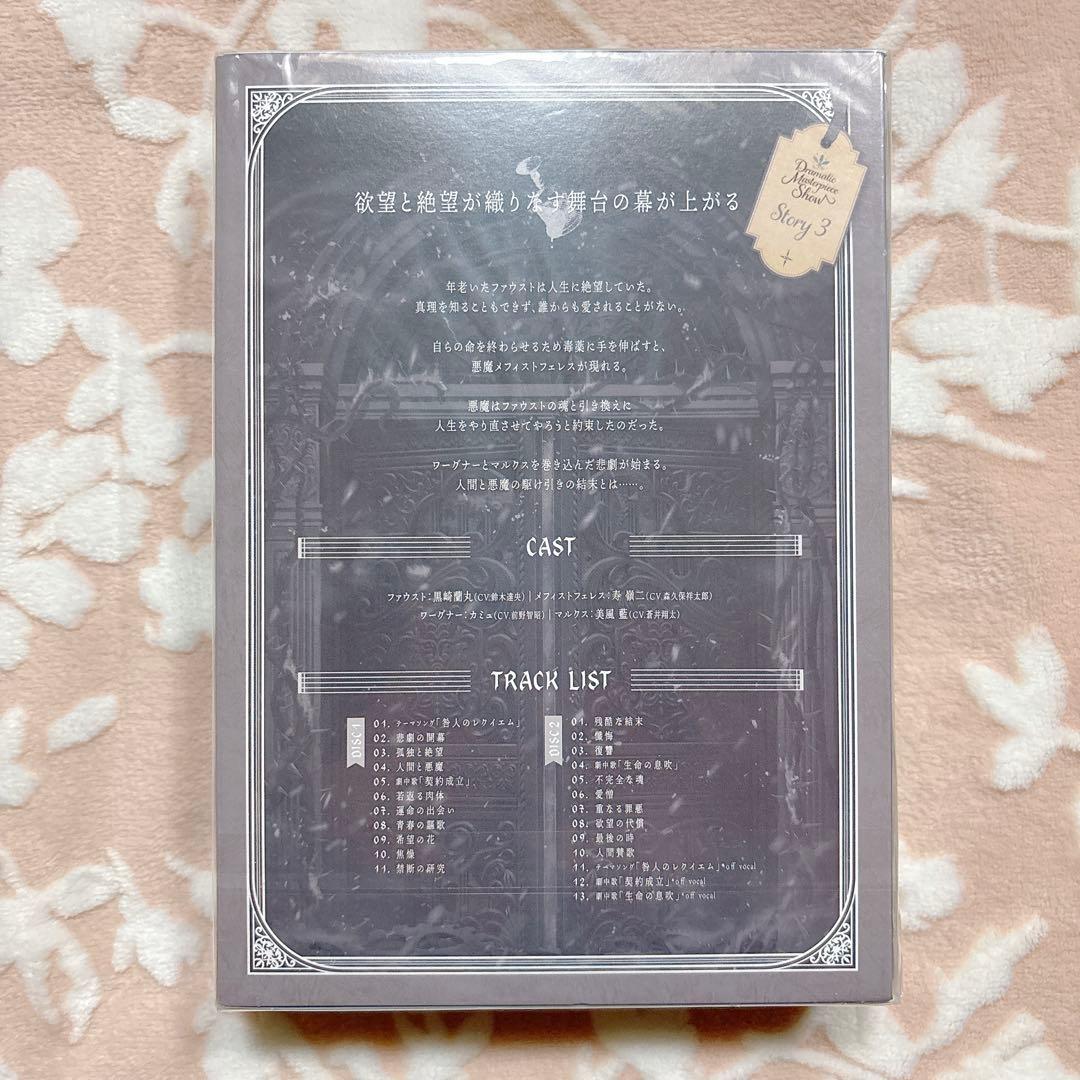 Dramatic
Masterpiece
Show
Story 3
欲望と絶望が織りなす舞台の幕が上がる
年老いたファウストは人生に絶望していた。
真理を知ることもできず、誰からも愛されることがない。
自らの命を終わらせるため毒薬に手を伸ばすと、
悪魔メフィストフェレスが現れる。
悪魔はファウストの魂と引き換えに
人生をやり直させてやろうと約束したのだった。
ワーグナーとマルクスを巻き込んだ悲劇が始まる。
人間と悪魔の駆け引きの結末とは……。
CAST
ファウスト：黒崎蘭丸(CV.鈴木達央)｜メフィストフェレス：寿 嶺二(CV.森久保祥太郎)
ワーグナー：カミュ(CV.前野智昭)｜マルクス：美風 藍(CV.蒼井翔太)
TRACK LIST
DISC 1
01. テーマソング「咎人のレクイエム」
02. 悲劇の開幕
03. 孤独と絶望
04. 人間と悪魔
05. 劇中歌「契約成立」
06. 若返る肉体
07. 運命の出会い
08. 青春の謳歌
09. 希望の花
10. 焦燥
11. 禁断の研究
DISC 2
01. 残酷な結末
02. 懺悔
03. 復讐
04. 劇中歌「生命の息吹」
05. 不完全な魂
06. 愛憎
07. 重なる罪悪
08. 欲望の代償
09. 最後の時
10. 人間賛歌
11. テーマソング「咎人のレクイエム」*off vocal
12. 劇中歌「契約成立」*off vocal
13. 劇中歌「生命の息吹」*off vocal